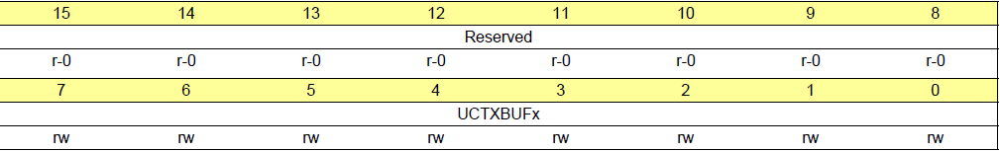 15 14 13 12 11 10 9 8
Reserved
r-0 r-0 r-0 r-0 r-0 r-0 r-0 r-0
7 6 5 4 3 2 1 0
UCTXBUFx
rw rw rw rw rw rw rw rw